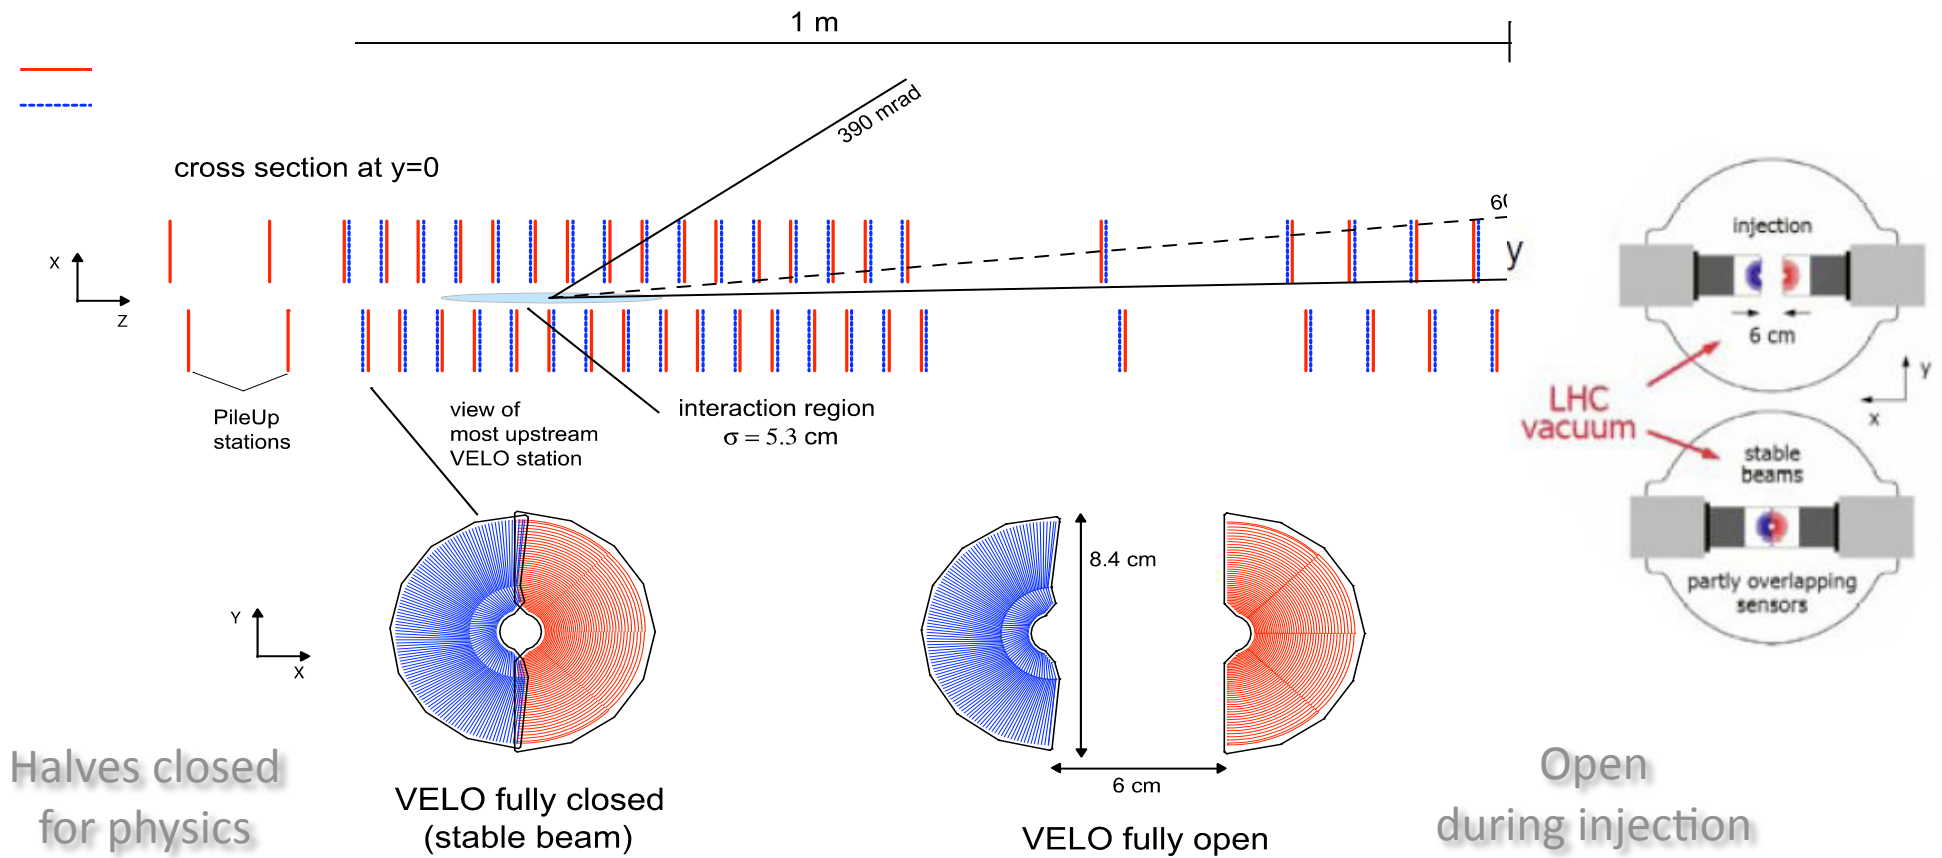 1 m
390 mrad
cross section at y=0
60
y
injection
6 cm
X
Z
PileUp
stations
view of
most upstream
VELO station
interaction region
σ = 5.3 cm
LHC
vacuum
y
x
stable
beams
partly overlapping
sensors
8.4 cm
Y
X
6 cm
Halves closed
for physics
VELO fully closed
(stable beam)
VELO fully open
Open
during injection